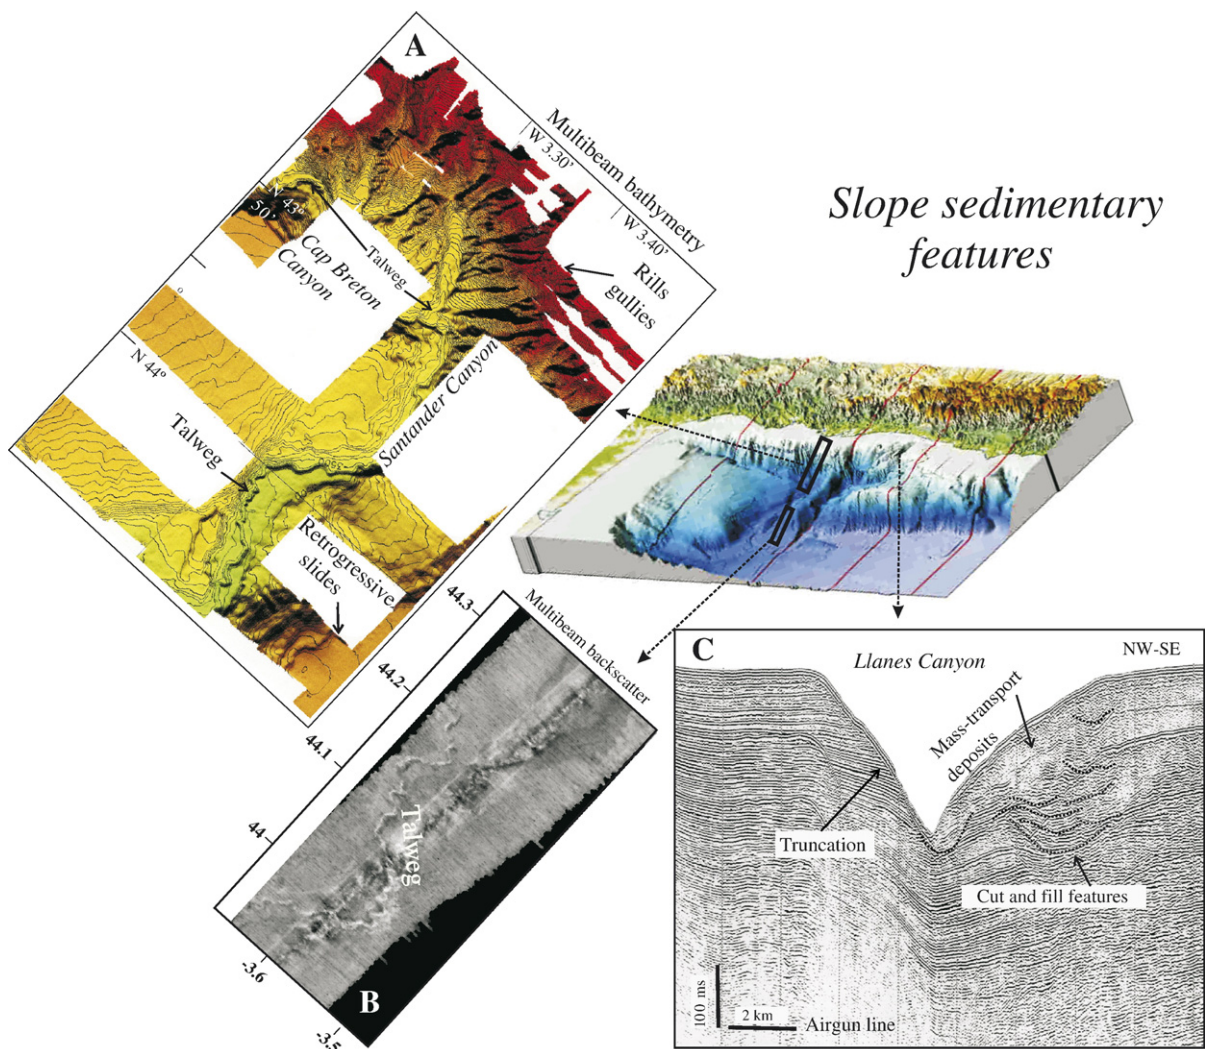 Slope sedimentary
features
A
Multibeam bathymetry
W 3.30'
W 3.40'
N 43°
50'
Cap Breton
Canyon
Talweg
Rills
gullies
N 44°
Talweg
Santander Canyon
Retrogressive
slides
44.3
44.2
44.1
44
-3.6
-3.5
Multibeam backscatter
Talweg
B
C
Llanes Canyon
NW-SE
Mass-transport
deposits
Truncation
Cut and fill features
100 ms
2 km
Airgun line